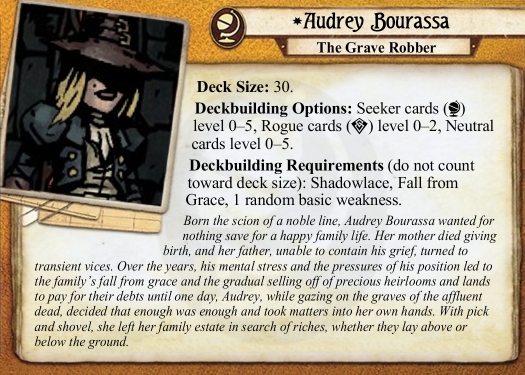 *Audrey Bourassa
The Grave Robber
Deck Size: 30.
Deckbuilding Options: Seeker cards ( )
level 0–5, Rogue cards ( ) level 0–2, Neutral
cards level 0–5.
Deckbuilding Requirements (do not count
toward deck size): Shadowlace, Fall from
Grace, 1 random basic weakness.
Born the scion of a noble line, Audrey Bourassa wanted for
nothing save for a happy family life. Her mother died giving
birth, and her father, unable to contain his grief, turned to
transient vices. Over the years, his mental stress and the pressures of his position led to
the family's fall from grace and the gradual selling off of precious heirlooms and lands
to pay for their debts until one day, Audrey, while gazing on the graves of the affluent
dead, decided that enough was enough and took matters into her own hands. With pick
and shovel, she left her family estate in search of riches, whether they lay above or
below the ground.